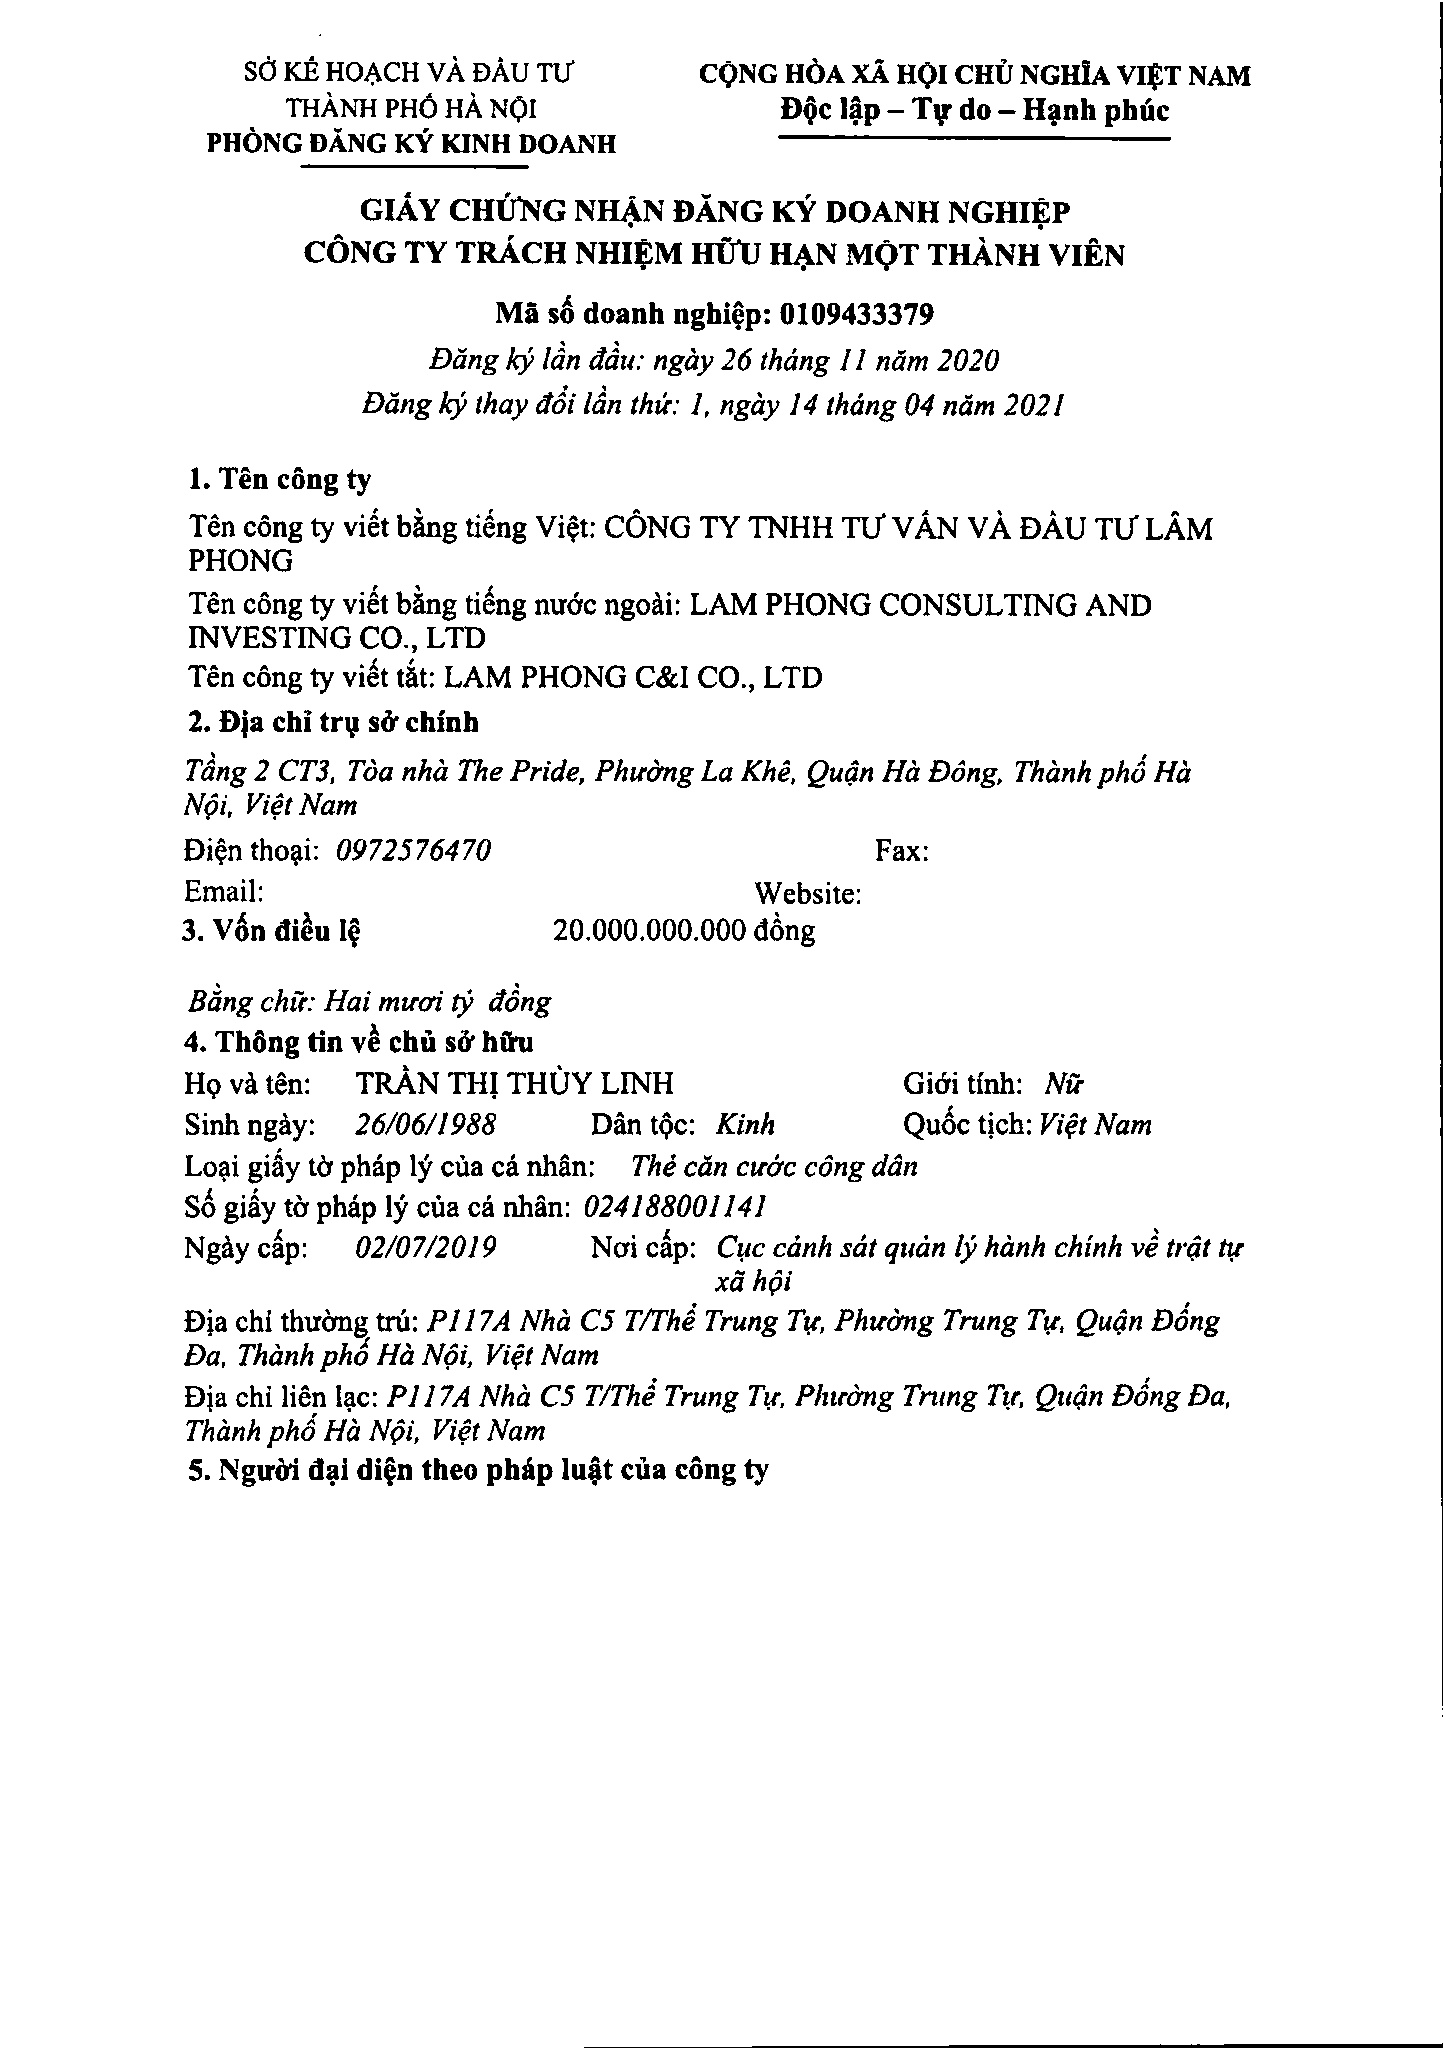 SỞ KẾ HOẠCH VÀ ĐẦU TƯ
THÀNH PHỐ HÀ NỘI
PHÒNG ĐĂNG KÝ KINH DOANH
CỘNG HÒA XÃ HỘI CHỦ NGHĨA VIỆT NAM
Độc lập – Tự do – Hạnh phúc
GIẤY CHỨNG NHẬN ĐĂNG KÝ DOANH NGHIỆP
CÔNG TY TRÁCH NHIỆM HỮU HẠN MỘT THÀNH VIÊN
Mã số doanh nghiệp: 0109433379
Đăng ký lần đầu: ngày 26 tháng 11 năm 2020
Đăng ký thay đổi lần thứ: 1, ngày 14 tháng 04 năm 2021
1. Tên công ty
Tên công ty viết bằng tiếng Việt: CÔNG TY TNHH TƯ VẤN VÀ ĐẦU TƯ LÂM
PHONG
Tên công ty viết bằng tiếng nước ngoài: LAM PHONG CONSULTING AND
INVESTING CO., LTD
Tên công ty viết tắt: LAM PHONG C&I CO., LTD
2. Địa chỉ trụ sở chính
Tầng 2 CT3, Tòa nhà The Pride, Phường La Khê, Quận Hà Đông, Thành phố Hà
Nội, Việt Nam
Điện thoại: 0972576470 Fax:
Email: Website:
3. Vốn điều lệ 20.000.000.000 đồng
Bằng chữ: Hai mươi tỷ đồng
4. Thông tin về chủ sở hữu
Họ và tên: TRẦN THỊ THÙY LINH Giới tính: Nữ
Sinh ngày: 26/06/1988 Dân tộc: Kinh Quốc tịch: Việt Nam
Loại giấy tờ pháp lý của cá nhân: Thẻ căn cước công dân
Số giấy tờ pháp lý của cá nhân: 024188001141
Ngày cấp: 02/07/2019 Nơi cấp: Cục cảnh sát quản lý hành chính về trật tự
xã hội
Địa chỉ thường trú: P117A Nhà C5 T/Thể Trung Tự, Phường Trung Tự, Quận Đống
Đa, Thành phố Hà Nội, Việt Nam
Địa chỉ liên lạc: P117A Nhà C5 T/Thể Trung Tự, Phường Trung Tự, Quận Đống Đa,
Thành phố Hà Nội, Việt Nam
5. Người đại diện theo pháp luật của công ty